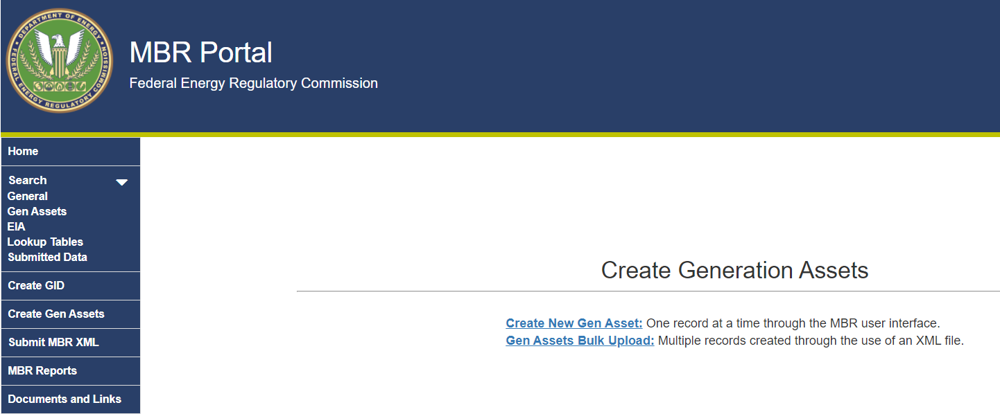 DEPARTMENT OF ENERGY
FEDERAL ENERGY REGULATORY COMMISSION
MBR Portal
Federal Energy Regulatory Commission
Home
Search
General
Gen Assets
EIA
Lookup Tables
Submitted Data
Create GID
Create Gen Assets
Submit MBR XML
MBR Reports
Documents and Links
Create Generation Assets
Create New Gen Asset: One record at a time through the MBR user interface.
Gen Assets Bulk Upload: Multiple records created through the use of an XML file.